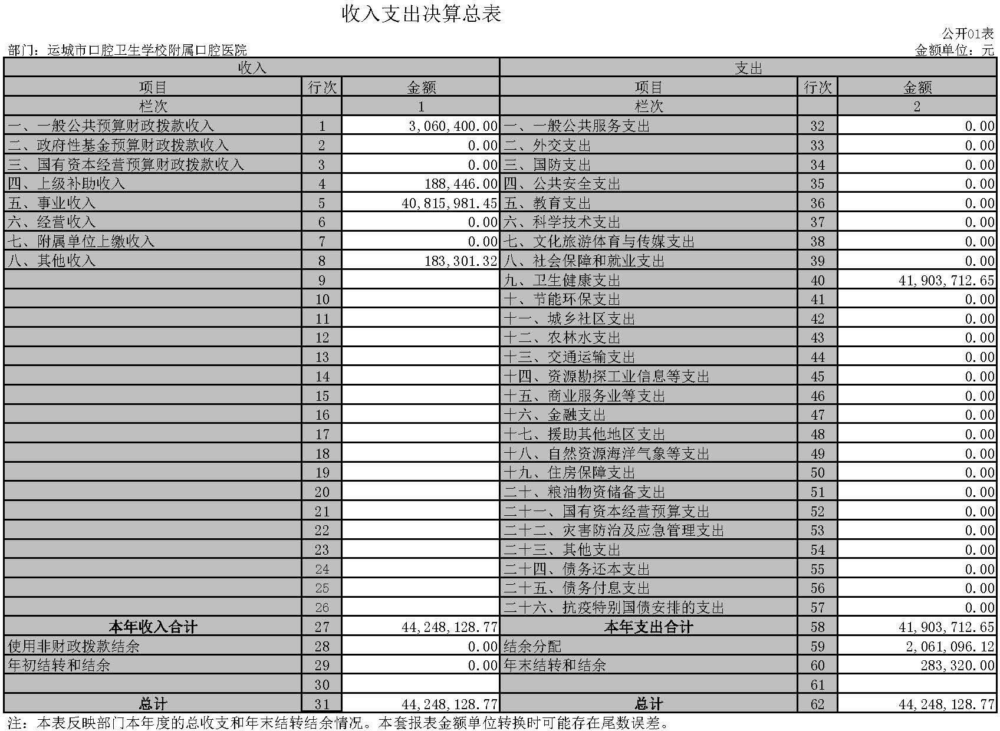 收入支出决算总表
公开01表
部门：运城市口腔卫生学校附属口腔医院 金额单位：元
收入 支出
项目 行次 金额 项目 行次 金额
栏次 1 栏次 2
一、一般公共预算财政拨款收入 1 3,060,400.00 一、一般公共服务支出 32 0.00
二、政府性基金预算财政拨款收入 2 0.00 二、外交支出 33 0.00
三、国有资本经营预算财政拨款收入 3 0.00 三、国防支出 34 0.00
四、上级补助收入 4 188,446.00 四、公共安全支出 35 0.00
五、事业收入 5 40,815,981.45 五、教育支出 36 0.00
六、经营收入 6 0.00 六、科学技术支出 37 0.00
七、附属单位上缴收入 7 0.00 七、文化旅游体育与传媒支出 38 0.00
八、其他收入 8 183,301.32 八、社会保障和就业支出 39 0.00
9 九、卫生健康支出 40 41,903,712.65
10 十、节能环保支出 41 0.00
11 十一、城乡社区支出 42 0.00
12 十二、农林水支出 43 0.00
13 十三、交通运输支出 44 0.00
14 十四、资源勘探工业信息等支出 45 0.00
15 十五、商业服务业等支出 46 0.00
16 十六、金融支出 47 0.00
17 十七、援助其他地区支出 48 0.00
18 十八、自然资源海洋气象等支出 49 0.00
19 十九、住房保障支出 50 0.00
20 二十、粮油物资储备支出 51 0.00
21 二十一、国有资本经营预算支出 52 0.00
22 二十二、灾害防治及应急管理支出 53 0.00
23 二十三、其他支出 54 0.00
24 二十四、债务还本支出 55 0.00
25 二十五、债务付息支出 56 0.00
26 二十六、抗疫特别国债安排的支出 57 0.00
本年收入合计 27 44,248,128.77 本年支出合计 58 41,903,712.65
使用非财政拨款结余 28 0.00 结余分配 59 2,061,096.12
年初结转和结余 29 0.00 年末结转和结余 60 283,320.00
30 61
总计 31 44,248,128.77 总计 62 44,248,128.77
注：本表反映部门本年度的总收支和年末结转结余情况。本套报表金额单位转换时可能存在尾数误差。